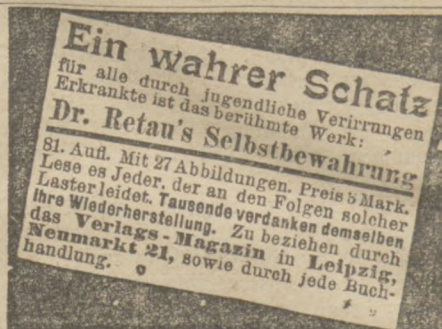 Ein wahrer Schatz
für alle durch jugendliche Verirrungen
Erkrankte ist das berühmte Werk:
Dr. Retau's Selbstbewahrung
81. Aufl. Mit 27 Abbildungen. Preis 3 Mark.
Lese es Jeder, der an den Folgen solcher
Laster leidet. Tausende verdanken demselben
ihre Wiederherstellung. Zu beziehen durch
das Verlags-Magazin in Leipzig,
Neumarkt 21, sowie durch jede Buch-
handlung.